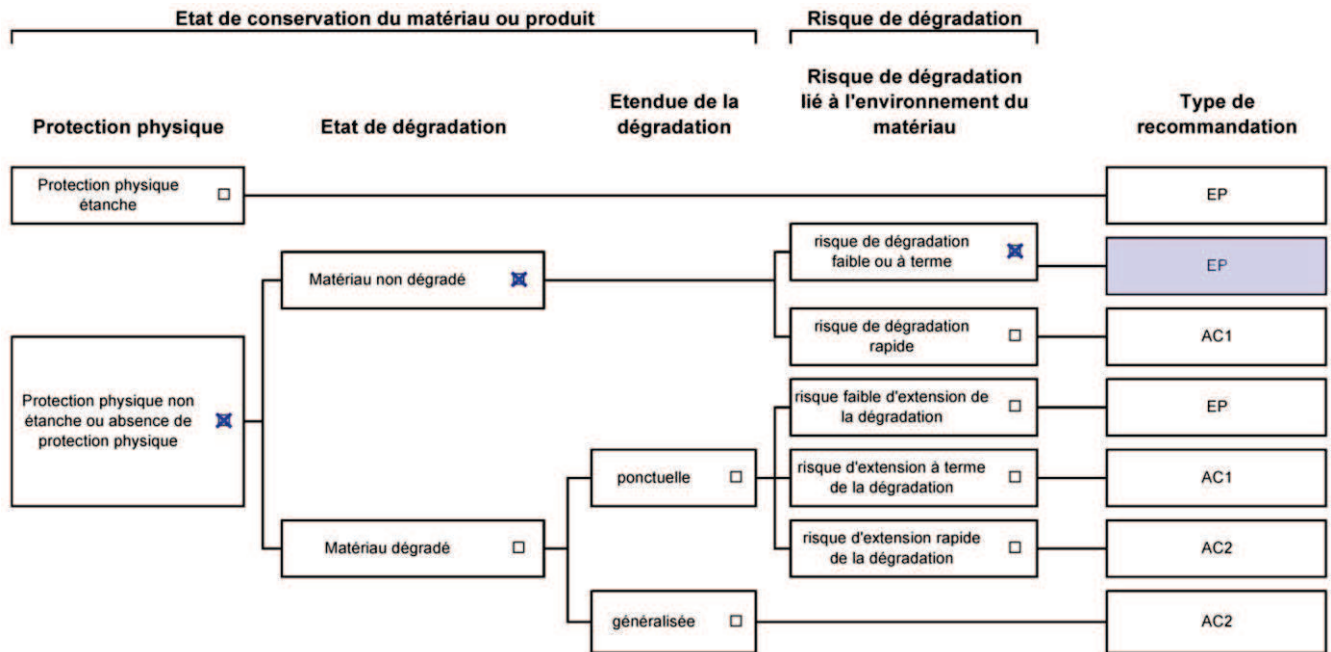 Etat de conservation du matériau ou produit
Risque de dégradation
Protection physique
Etat de dégradation
Etendue de la
dégradation
Risque de dégradation
lié à l'environnement du
matériau
Type de
recommandation
Protection physique
étanche
EP
risque de dégradation
faible ou à terme
EP
Matériau non dégradé
risque de dégradation
rapide
AC1
Protection physique non
étanche ou absence de
protection physique
risque faible d'extension de
la dégradation
EP
ponctuelle
risque d'extension à terme
de la dégradation
AC1
Matériau dégradé
risque d'extension rapide
de la dégradation
AC2
généralisée
AC2